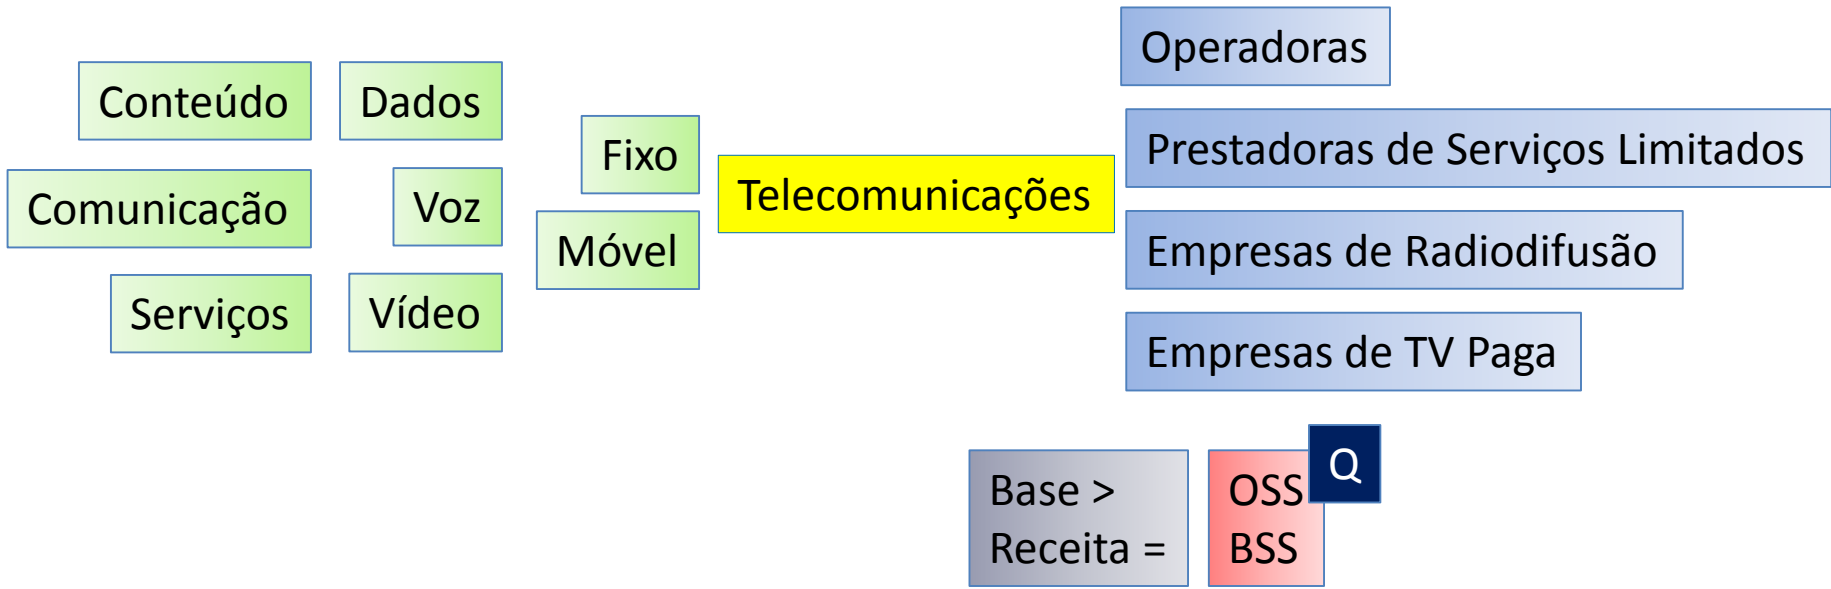 Conteúdo
Dados
Comunicação
Voz
Serviços
Vídeo
Fixo
Móvel
Telecomunicações
Operadoras
Prestadoras de Serviços Limitados
Empresas de Radiodifusão
Empresas de TV Paga
Base >
Receita =
OSS
BSS
Q